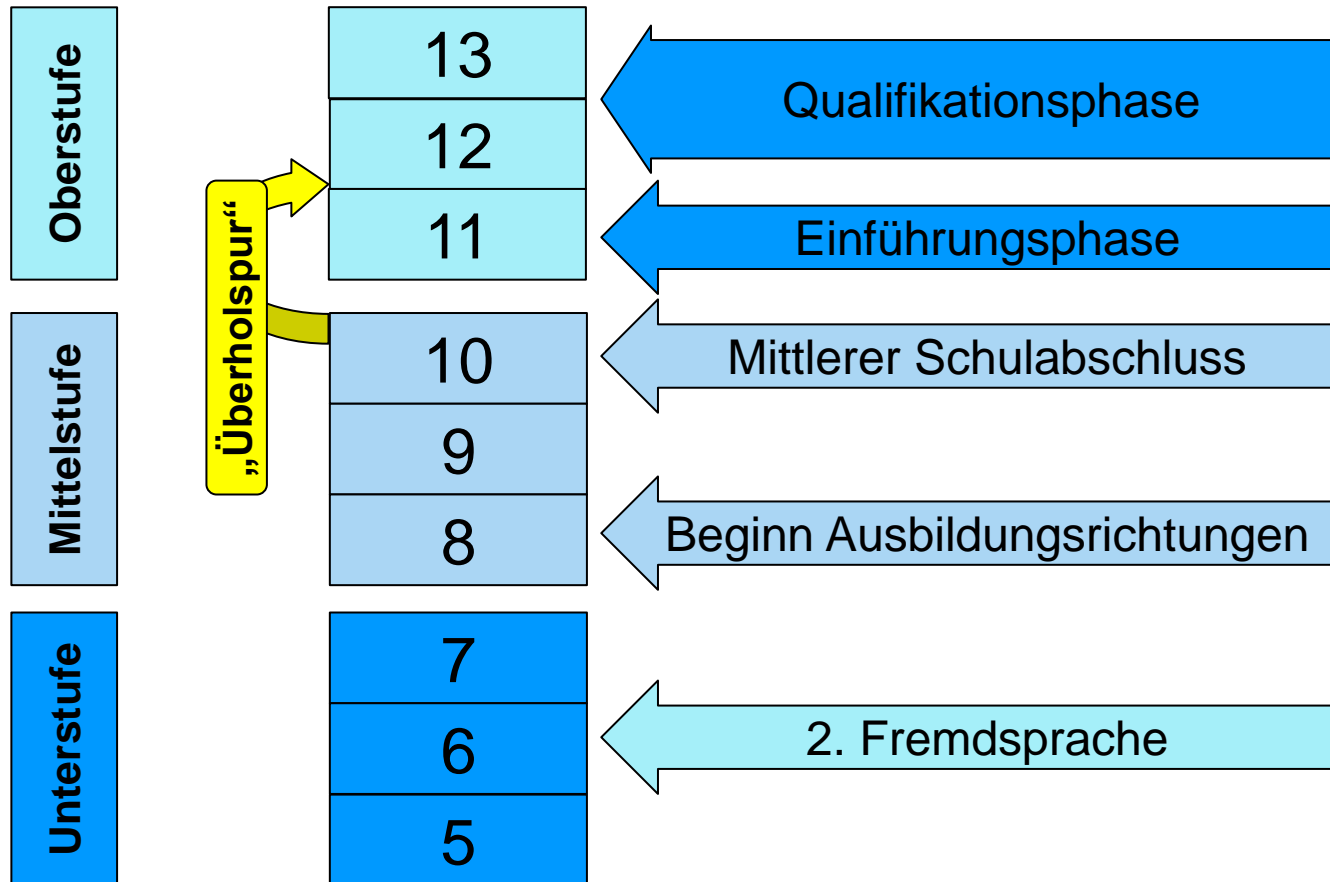 Oberstufe
13
Qualifikationsphase
12
11
Einführungsphase
„Überholspur“
Mittelstufe
10
Mittlerer Schulabschluss
9
8
Beginn Ausbildungsrichtungen
Unterstufe
7
6
2. Fremdsprache
5